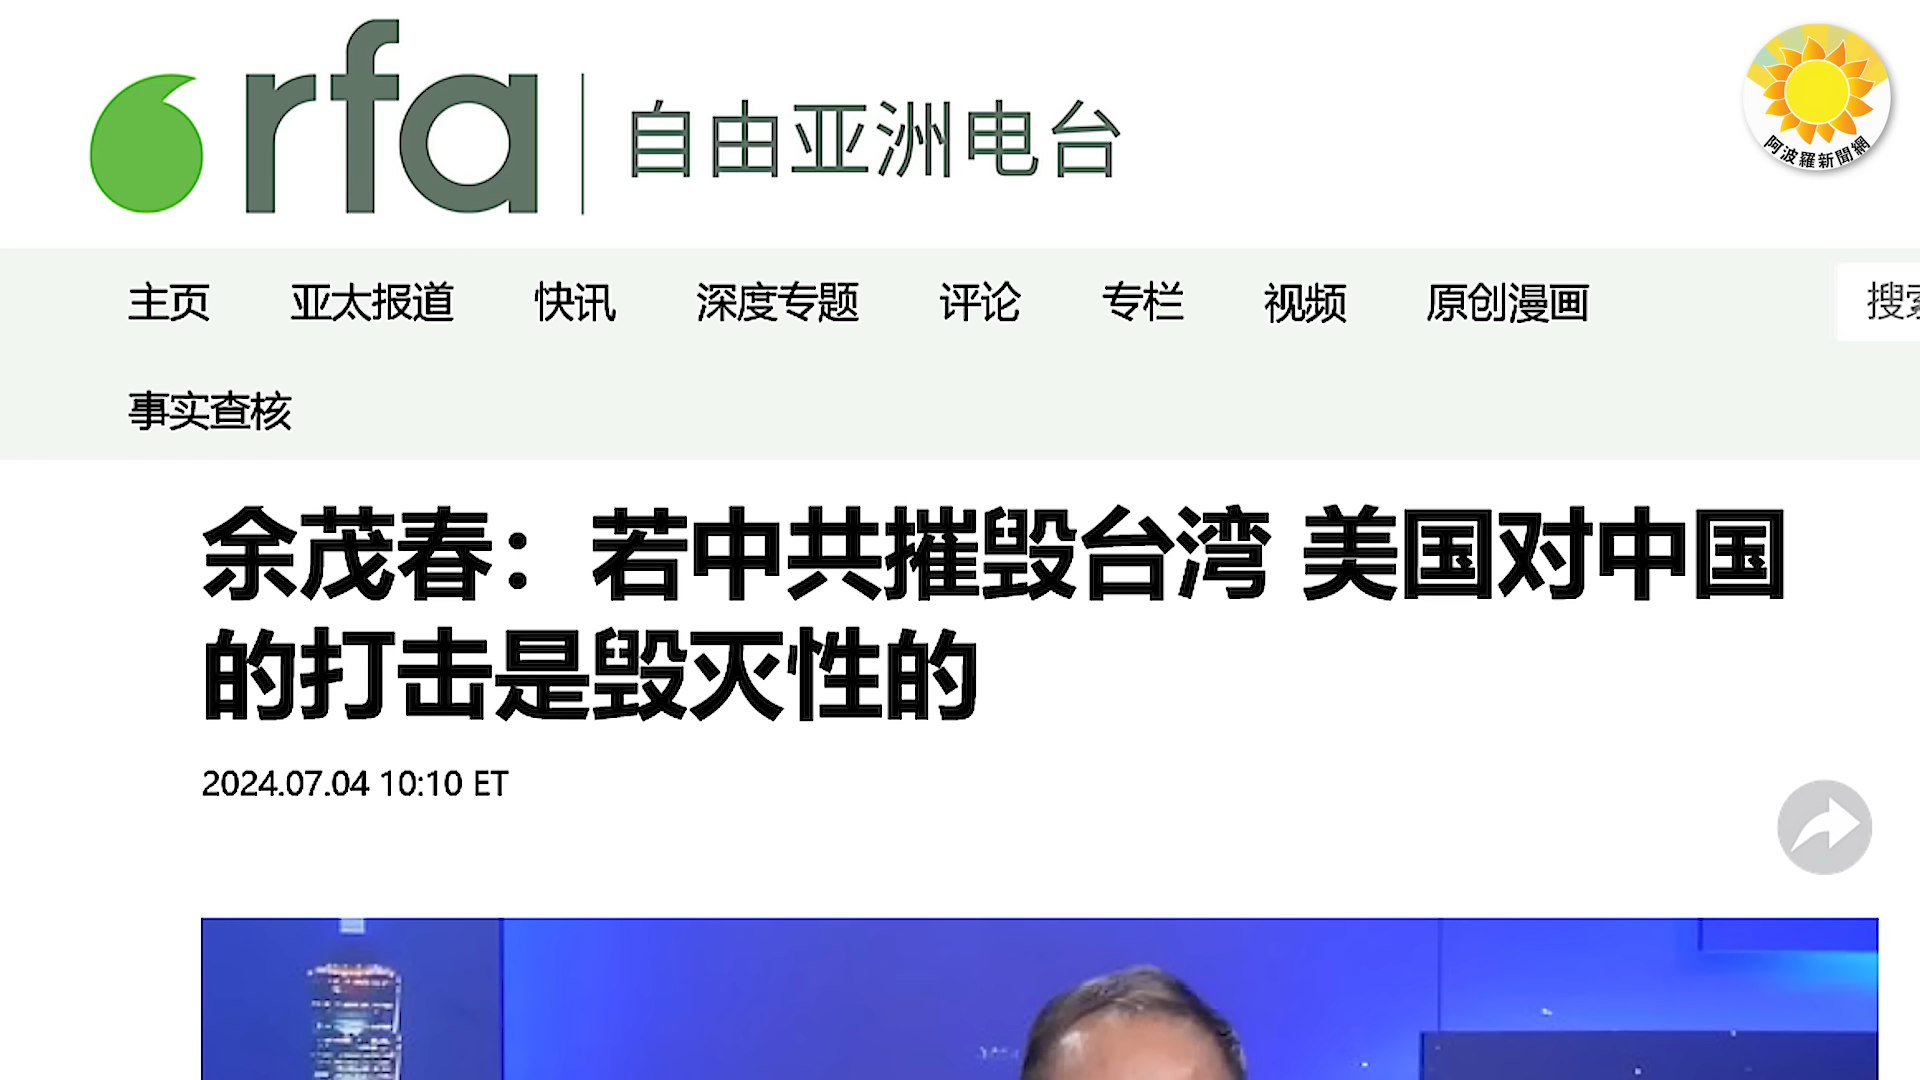 rfa 自由亚洲电台
阿波羅新聞網
主页 亚太报道 快讯 深度专题 评论 专栏 视频 原创漫画 搜索
事实查核
余茂春：若中共摧毁台湾 美国对中国
的打击是毁灭性的
2024.07.04 10:10 ET